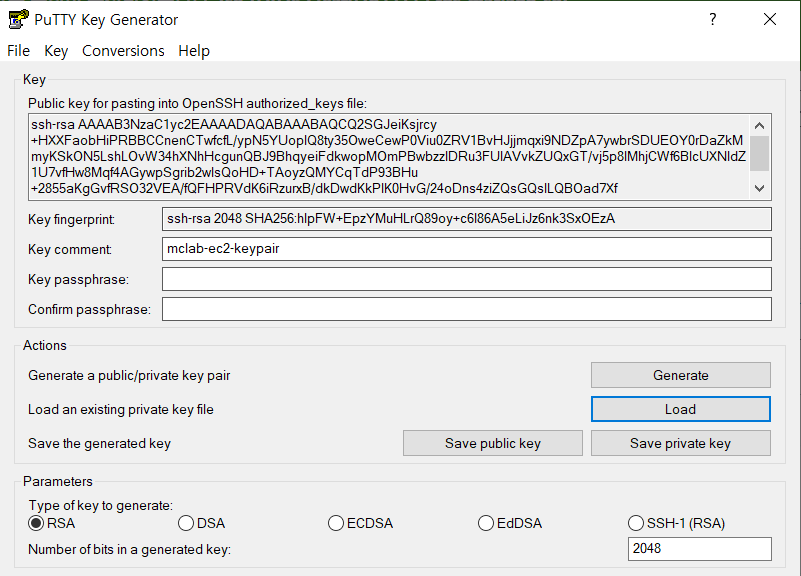 PuTTY Key Generator
File Key Conversions Help
Key
Public key for pasting into OpenSSH authorized_keys file:
ssh-rsa AAAAB3NzaC1yc2EAAAADAQABAAABAQCQ2SGJeiKsjrcy
+HXXFaobHiPRBBCCnenCTwfcfL/ypN5YUopIQ8ty35OweCewP0Viu0ZRV1BvHJjjmqxi9NDZpA7ywbrSDUEOY0rDaZkM
myKSkON5LshLOvW34hXNhHcgunQBJ9BhqyeiFdkwopMOmPBwbzzlDRu3FUIAVvkZUQxGT/vj5p8lMhjCWf6BlcUXNIdZ
1U7vfHw8Mqf4AGywpSgrib2wlsQoHD+TAoyzQMYCqTdP93BHu
+2855aKgGvfRSO32VEA/fQFHPRVdK6iRzurxB/dkDwdKkPlK0HvG/24oDns4ziZQsGQslLQBOad7Xf
Key fingerprint:
ssh-rsa 2048 SHA256:hlpFW+EpzYMuHLrQ89oy+c6l86A5eLiJz6nk3SxOEzA
Key comment:
mclab-ec2-keypair
Key passphrase:
Confirm passphrase:
Actions
Generate a public/private key pair
Generate
Load an existing private key file
Load
Save the generated key
Save public key
Save private key
Parameters
Type of key to generate:
RSA DSA ECDSA EdDSA SSH-1 (RSA)
Number of bits in a generated key:
2048